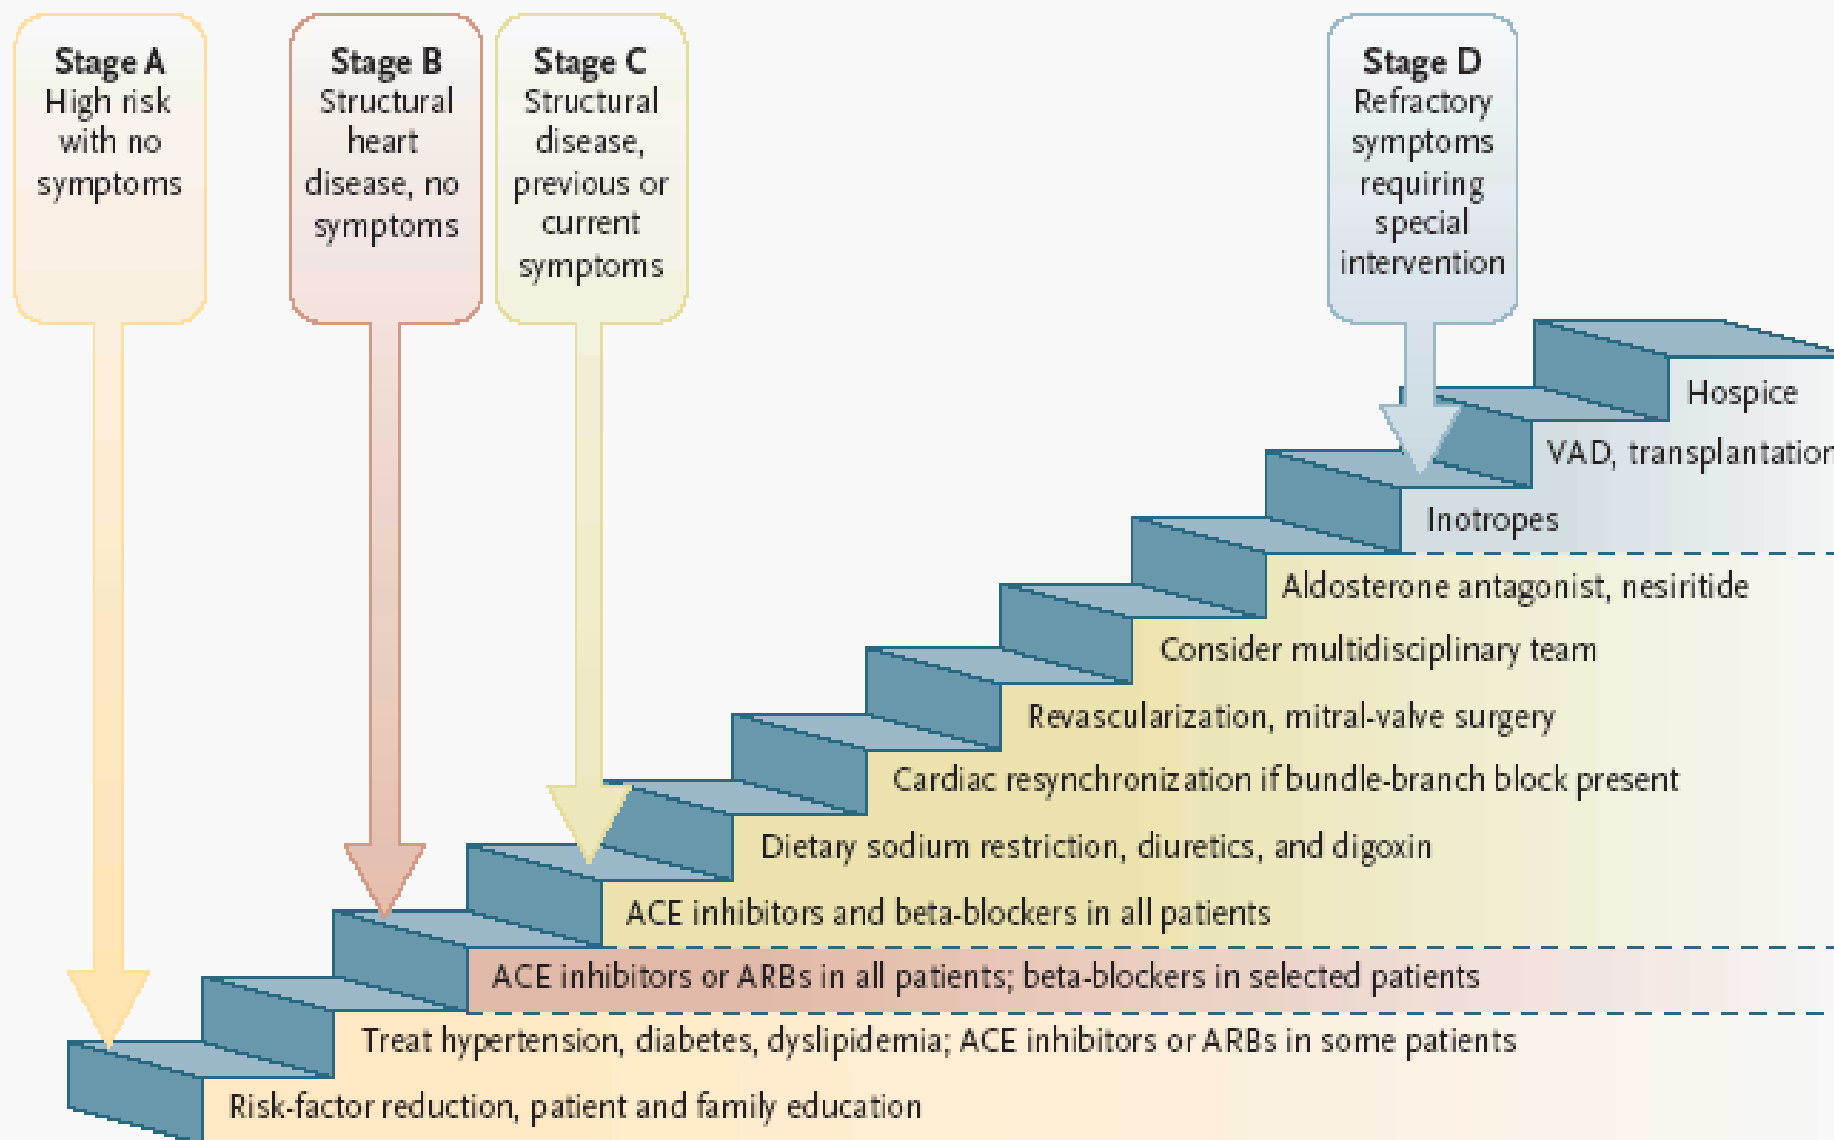 Stage A
High risk
with no
symptoms
Stage B
Structural
heart
disease, no
symptoms
Stage C
Structural
disease,
previous or
current
symptoms
Stage D
Refractory
symptoms
requiring
special
intervention
Hospice
VAD, transplantation
Inotropes
Aldosterone antagonist, nesiritide
Consider multidisciplinary team
Revascularization, mitral-valve surgery
Cardiac resynchronization if bundle-branch block present
Dietary sodium restriction, diuretics, and digoxin
ACE inhibitors and beta-blockers in all patients
ACE inhibitors or ARBs in all patients; beta-blockers in selected patients
Treat hypertension, diabetes, dyslipidemia; ACE inhibitors or ARBs in some patients
Risk-factor reduction, patient and family education